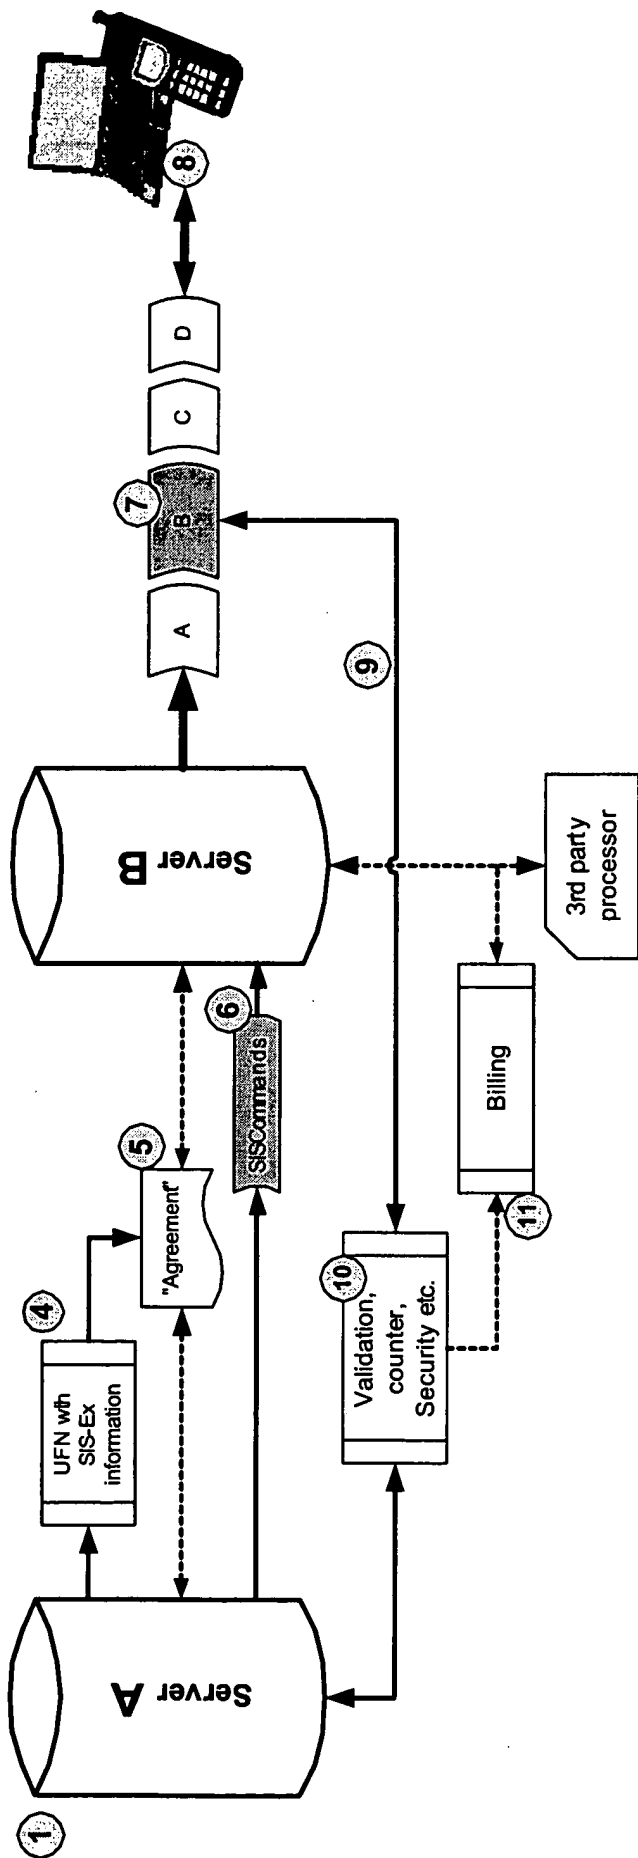 1
Server A
4
UFN wth
SIS-Ex
information
5
"Agreement"
6
SISCommands
Server B
A
7
B
C
D
8
9
10
Validation,
counter,
Security etc.
11
Billing
3rd party
processor